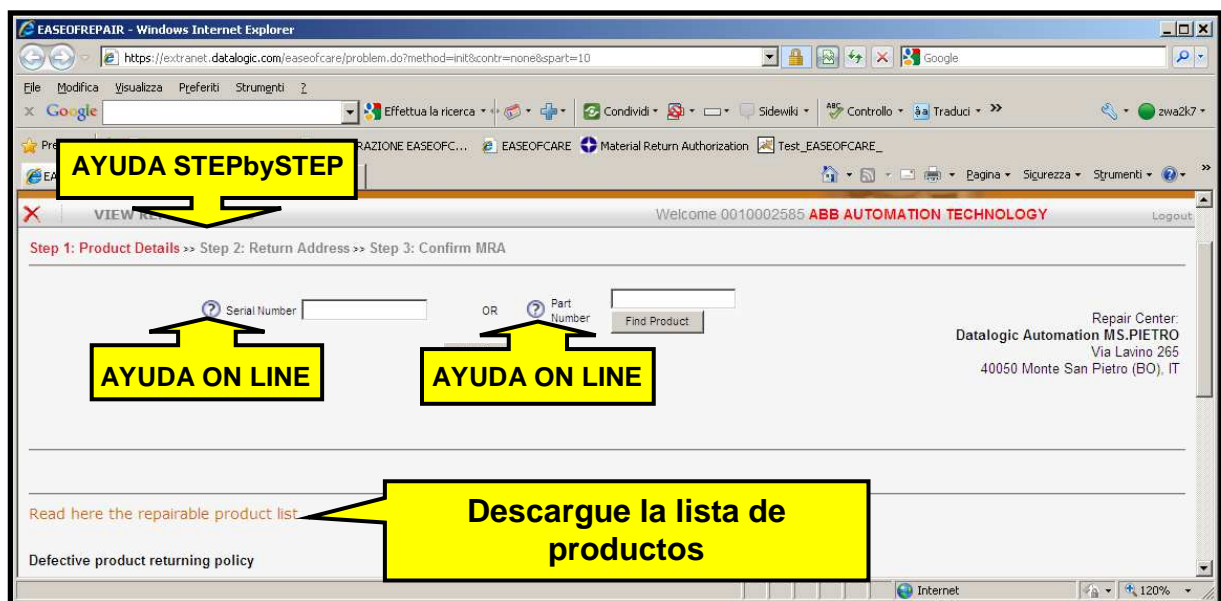 EASEOFREPAIR - Windows Internet Explorer
https://extranet.datalogic.com/easeofcare/problem.do?method=init&contr=none&spart=10
Google
File Modifica Visualizza Preferiti Strumenti ?
x Google Effettua la ricerca Condividi Sidewiki Controllo Traduci » zwa2k7
RAZIONE EASEOFC... EASEOFCARE Material Return Authorization Test_EASEOFCARE_
AYUDA STEPbySTEP
Pagina Sicurezza Strumenti »
VIEW
Welcome 0010002585 ABB AUTOMATION TECHNOLOGY
Logout
Step 1: Product Details >> Step 2: Return Address >> Step 3: Confirm MRA
Serial Number OR Part Number Find Product
Repair Center:
Datalogic Automation MS.PIETRO
Via Lavino 265
40050 Monte San Pietro (BO), IT
AYUDA ON LINE
AYUDA ON LINE
Read here the repairable product list
Descargue la lista de
productos
Defective product returning policy
Internet 120%